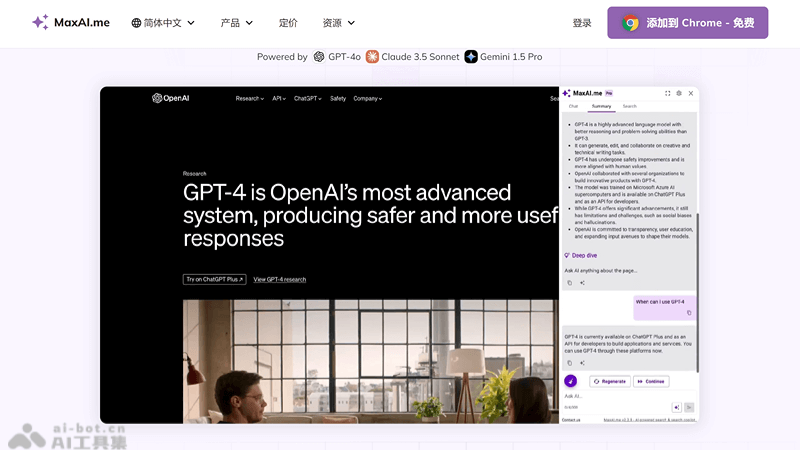 MaxAI.me
简体中文
产品
定价
资源
登录
添加到 Chrome - 免费
Powered by GPT-4o Claude 3.5 Sonnet Gemini 1.5 Pro
OpenAI
Research
API
ChatGPT
Safety
Company
Sea
Research
GPT-4 is OpenAI's most advanced
system, producing safer and more usef
responses
Try on ChatGPT Plus
View GPT-4 research
MaxAI.me Pro
Chat
Summary
Search
GPT-4 is a highly advanced language model with
better reasoning and problem solving abilities than
GPT-3.
It can generate, edit, and collaborate on creative and
technical writing tasks.
GPT-4 has undergone safety improvements and is
more aligned with human values.
OpenAI collaborated with several organizations to
build innovative products with GPT-4.
The model was trained on Microsoft Azure AI
supercomputers and is available on ChatGPT Plus
and as an API for developers.
While GPT-4 offers significant advancements, it still
has limitations and challenges, such as social biases
and hallucinations.
OpenAI is committed to transparency, user education,
and expanding input avenues to shape their models.
Deep dive
Ask AI anything about the page...
When can I use GPT-4
GPT-4 is currently available on ChatGPT Plus and as an
API for developers to build applications and services. You
can use GPT-4 through these platforms now.
Regenerate
Continue
Ask AI...
Contact us
ai-bot.cn
AI工具集